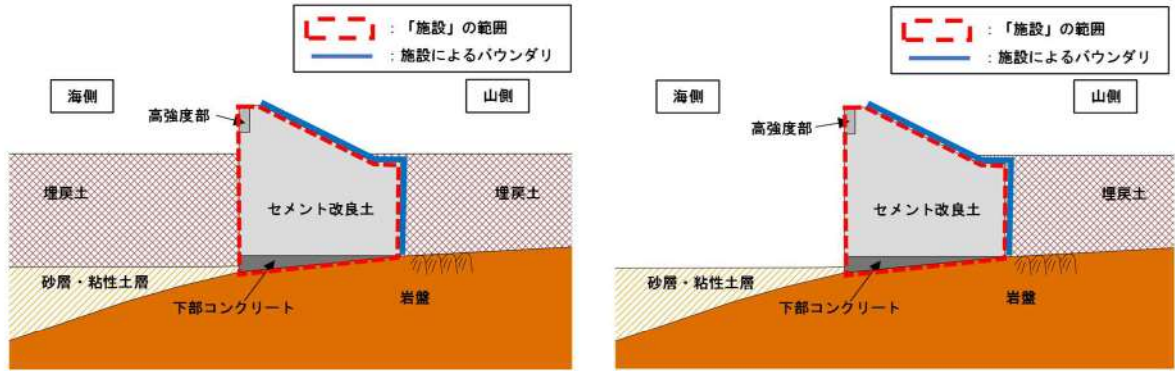 ：「施設」の範囲
：施設によるバウンダリ
海側
山側
高強度部
埋戻土
セメント改良土
埋戻土
砂層・粘性土層
下部コンクリート
岩盤
：「施設」の範囲
：施設によるバウンダリ
海側
山側
高強度部
セメント改良土
埋戻土
砂層・粘性土層
下部コンクリート
岩盤